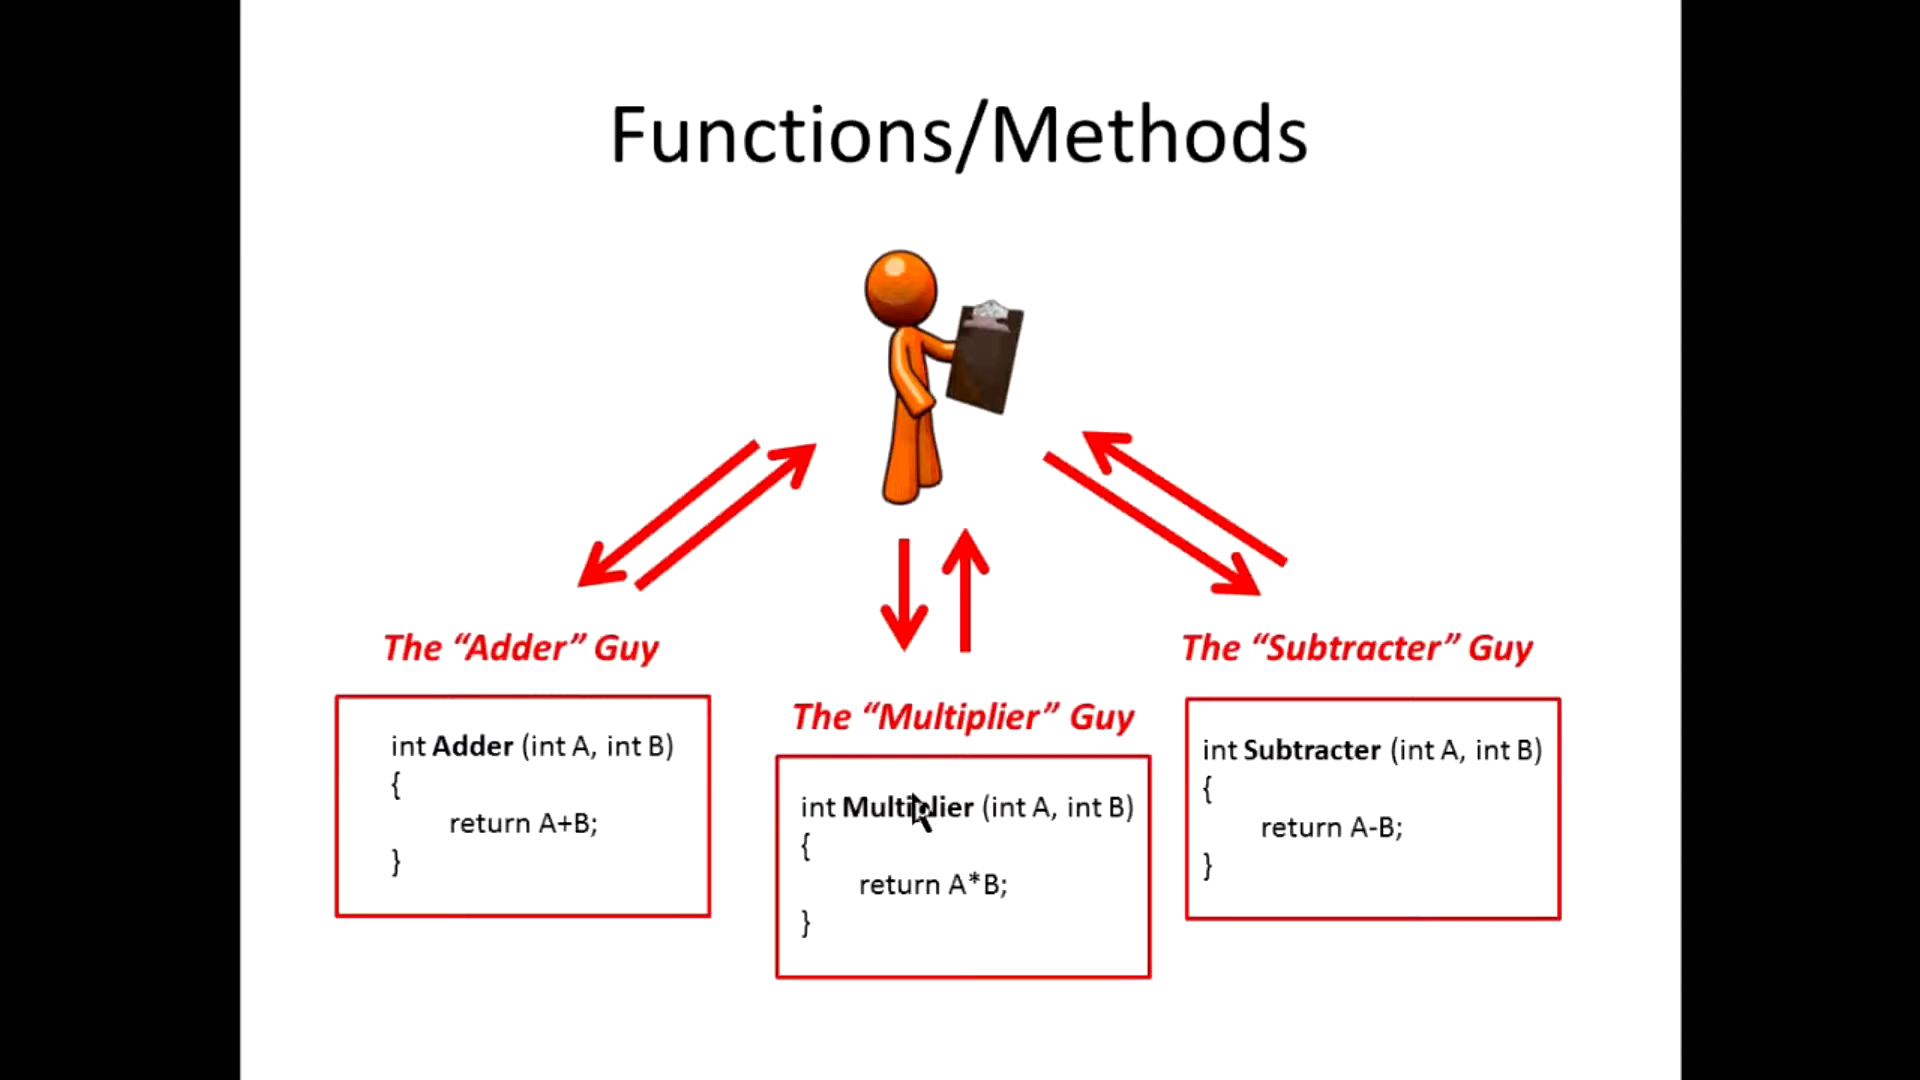 Functions/Methods
The “Adder” Guy
int Adder (int A, int B)
{
return A+B;
}
The “Multiplier” Guy
int Multiplier (int A, int B)
{
return A*B;
}
The “Subtracter” Guy
int Subtracter (int A, int B)
{
return A-B;
}